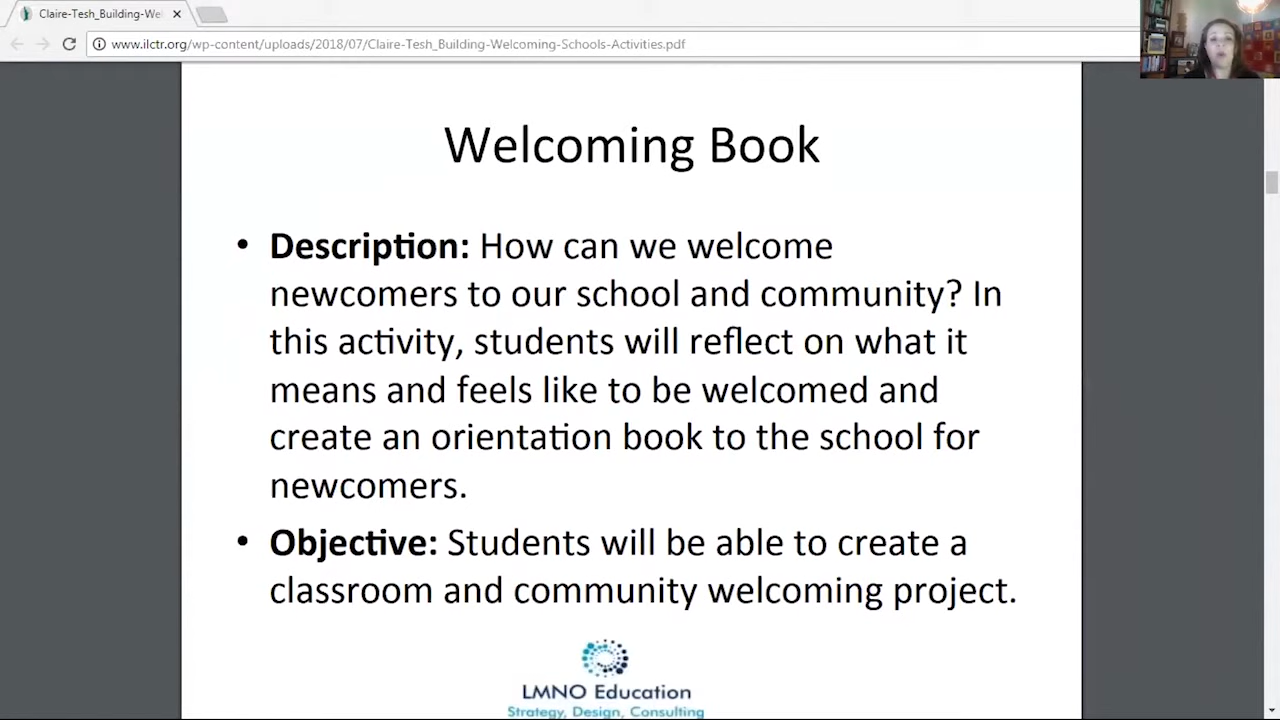 Claire-Tesh_Building-We
www.ilctr.org/wp-content/uploads/2018/07/Claire-Tesh_Building-Welcoming-Schools-Activities.pdf
Welcoming Book
• Description: How can we welcome
newcomers to our school and community? In
this activity, students will reflect on what it
means and feels like to be welcomed and
create an orientation book to the school for
newcomers.
• Objective: Students will be able to create a
classroom and community welcoming project.
LMNO Education
Strategy, Design, Consulting